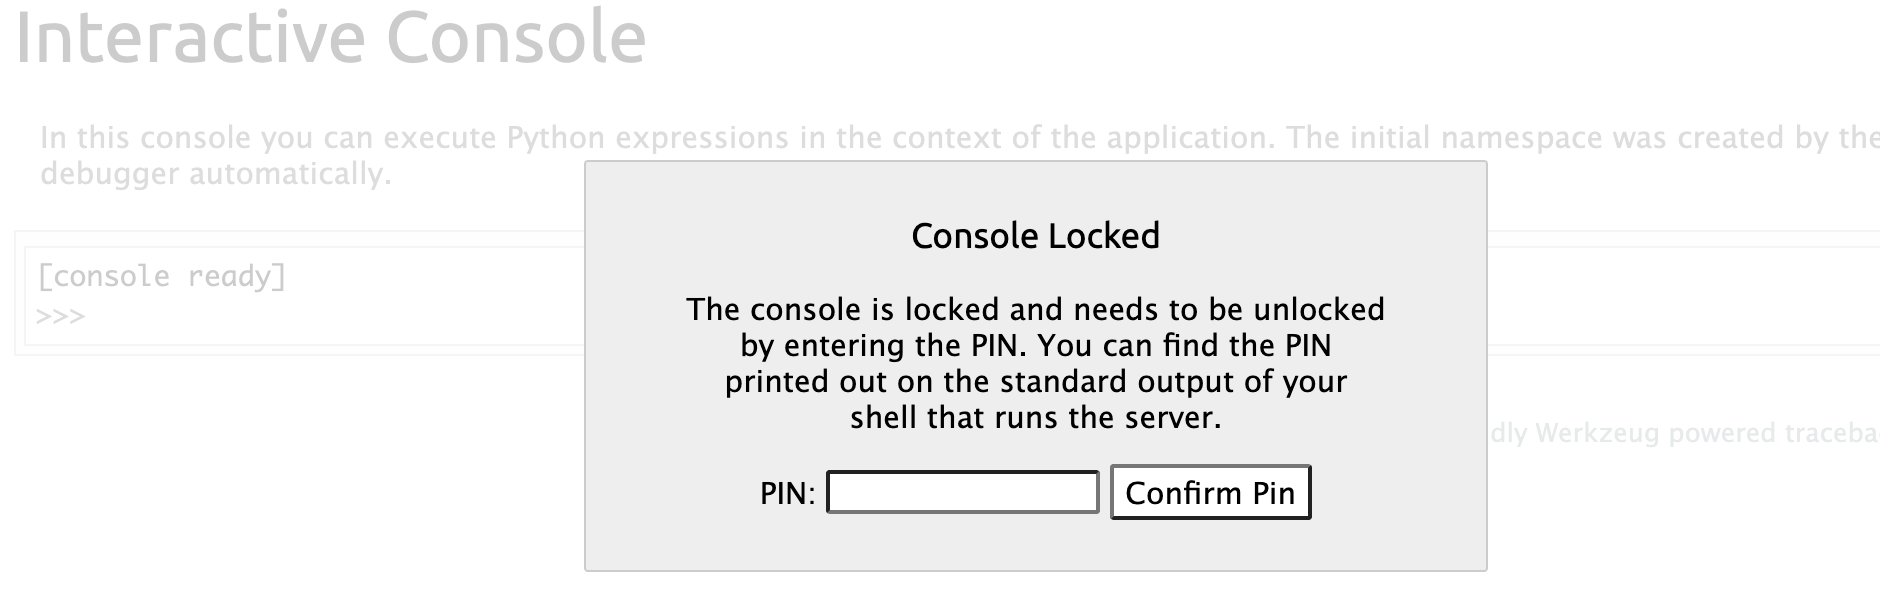 Interactive Console
In this console you can execute Python expressions in the context of the application. The initial namespace was created by the
debugger automatically.
[console ready]
>>>
Console Locked
The console is locked and needs to be unlocked
by entering the PIN. You can find the PIN
printed out on the standard output of your
shell that runs the server.
Werkzeug powered
PIN:
Confirm Pin